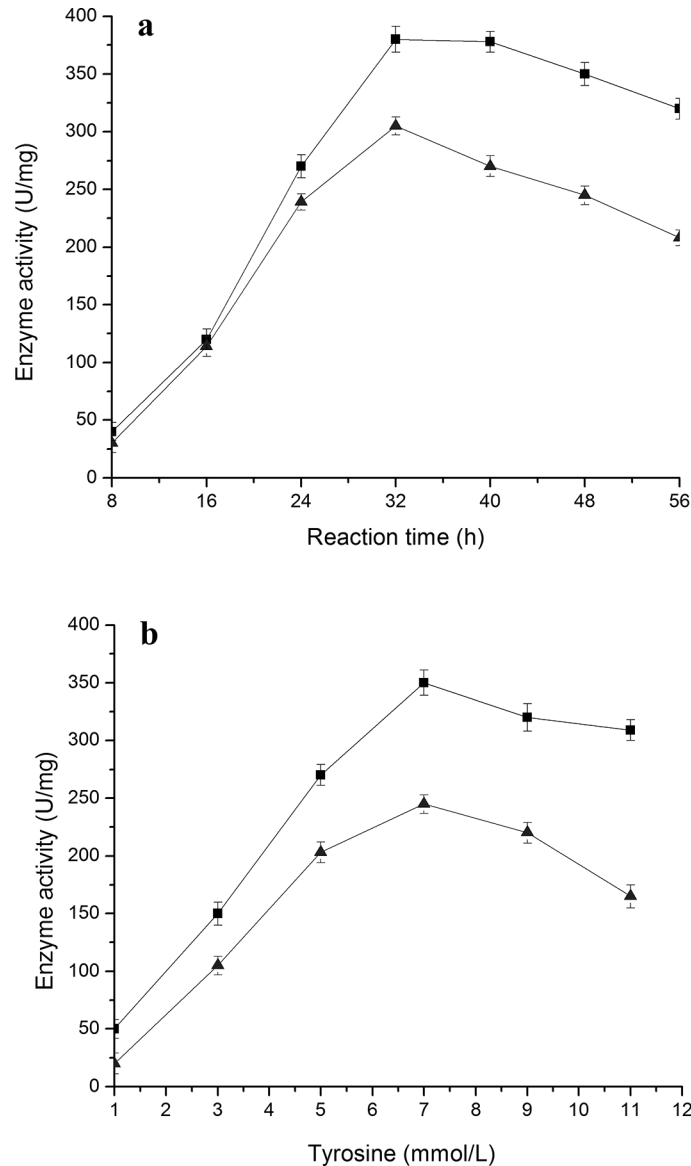 a
400
350
300
250
200
150
100
50
0
Enzyme activity (U/mg)
8 16 24 32 40 48 56
Reaction time (h)
b
400
350
300
250
200
150
100
50
0
Enzyme activity (U/mg)
1 2 3 4 5 6 7 8 9 10 11 12
Tyrosine (mmol/L)